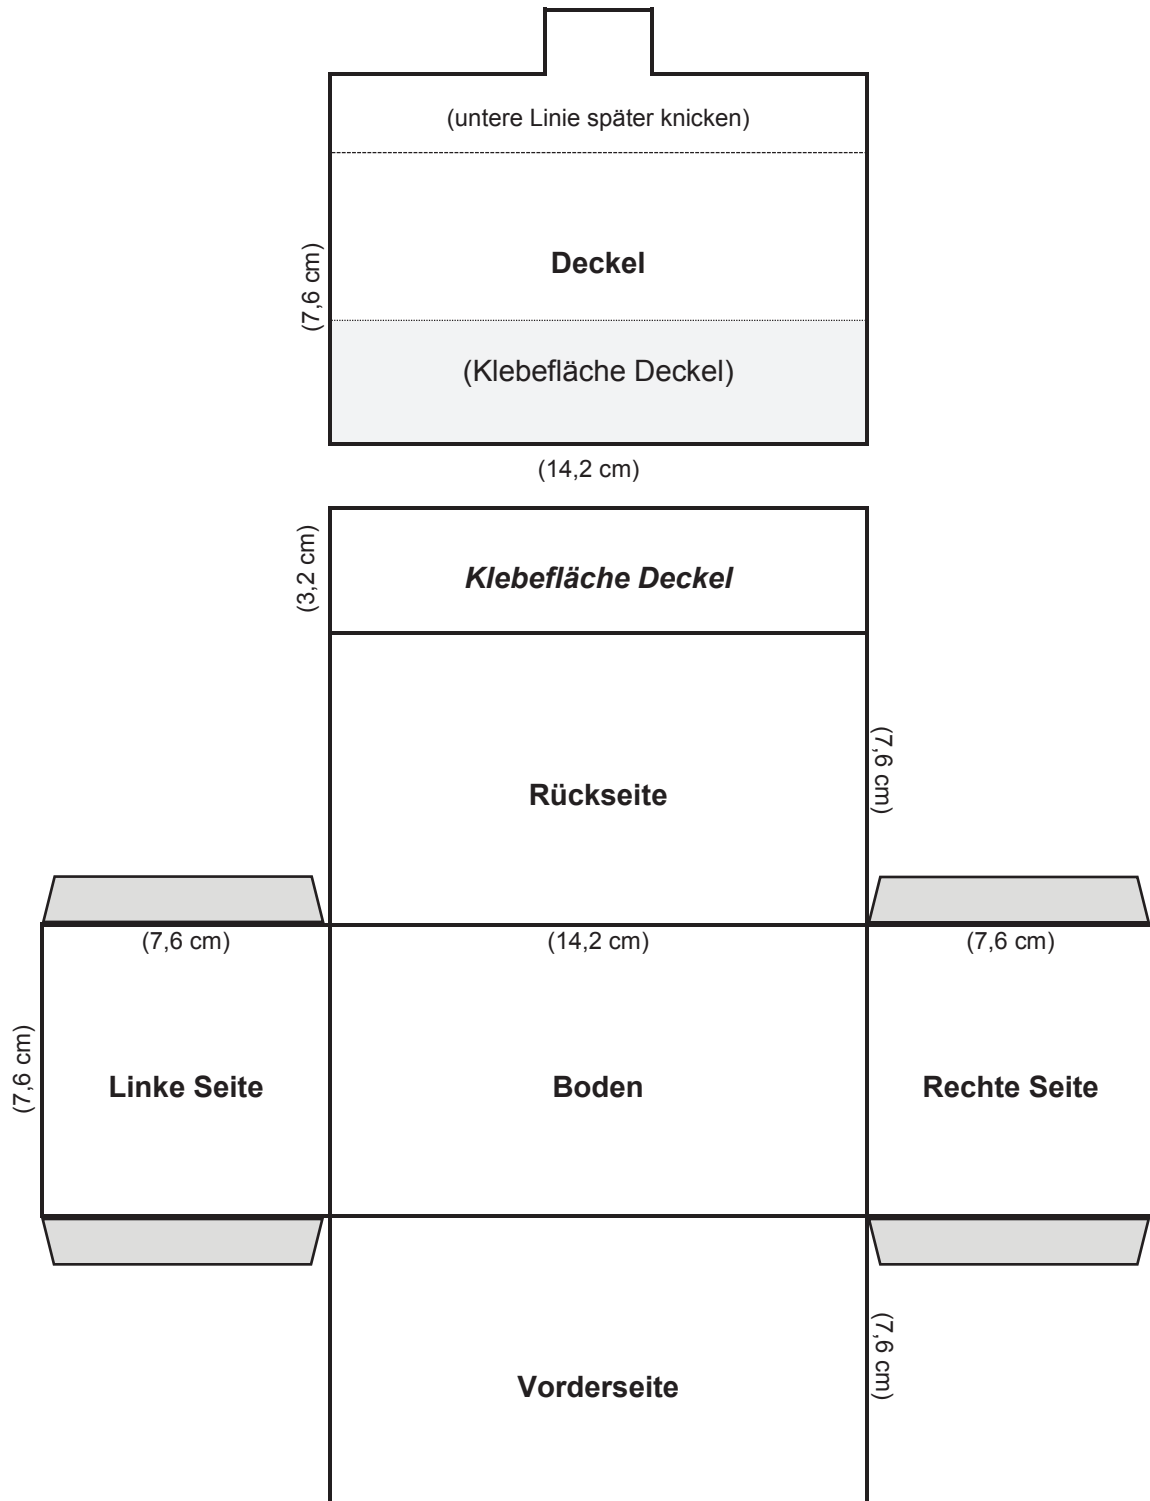 (untere Linie später knicken)
Deckel
(7,6 cm)
(Klebefläche Deckel)
(14,2 cm)
(3,2 cm)
Klebefläche Deckel
(7,6 cm)
Rückseite
(7,6 cm)
(14,2 cm)
(7,6 cm)
(7,6 cm)
Linke Seite
Boden
Rechte Seite
(7,6 cm)
Vorderseite